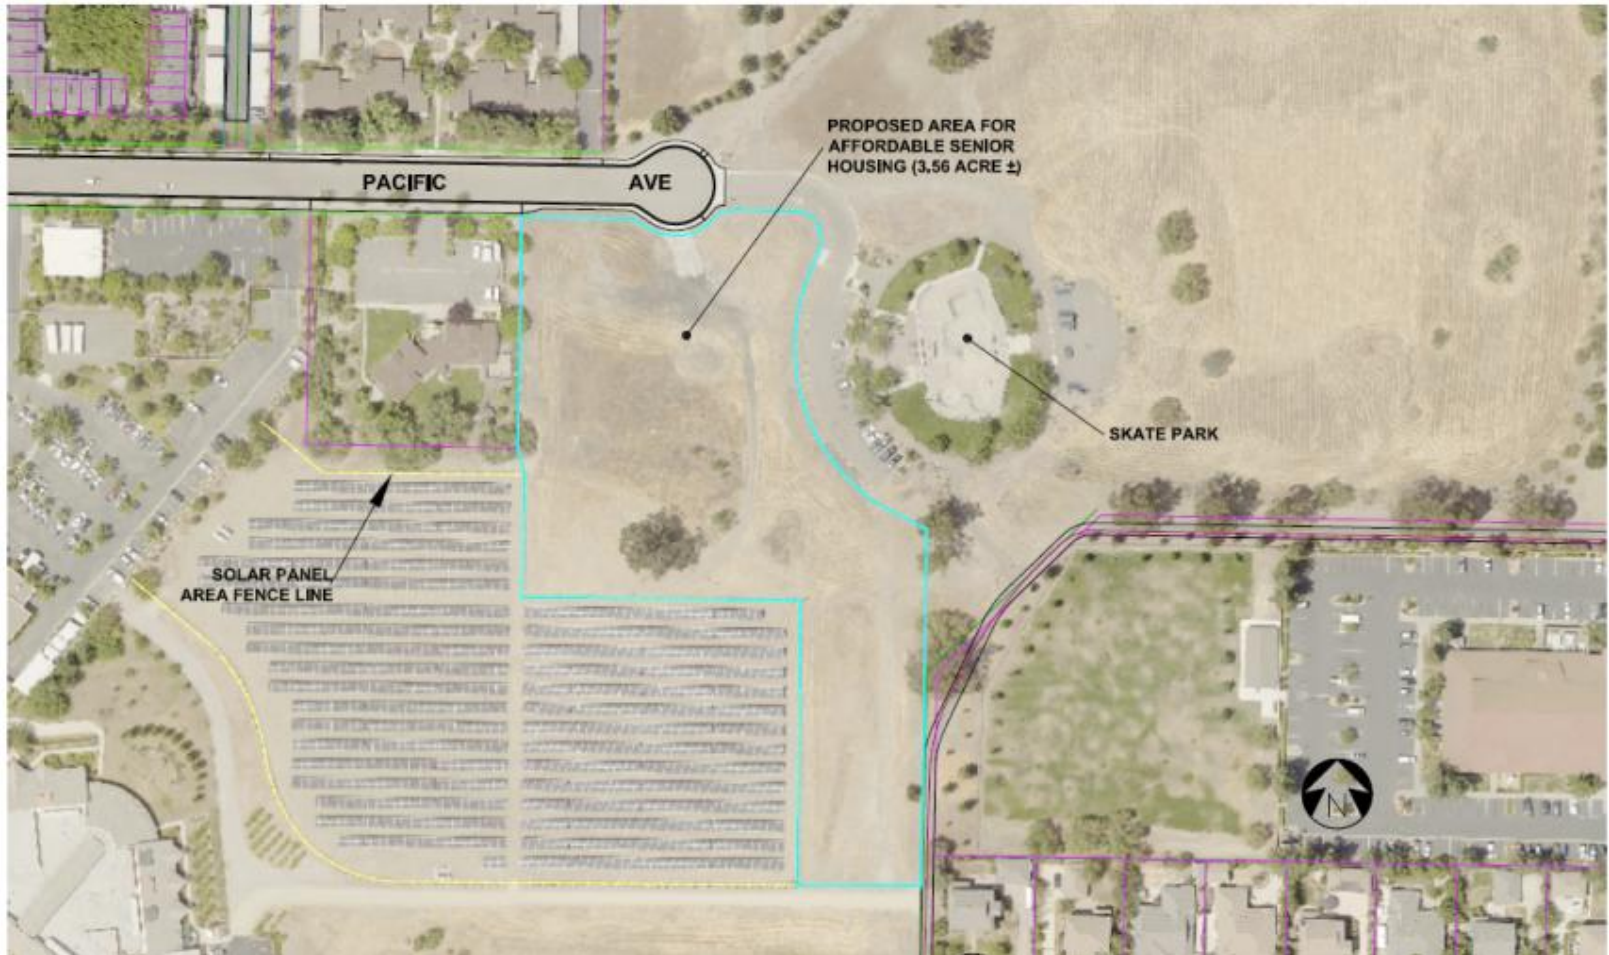 PROPOSED AREA FOR
AFFORDABLE SENIOR
HOUSING (3.56 ACRE ±)
PACIFIC AVE
SKATE PARK
SOLAR PANEL
AREA FENCE LINE
N